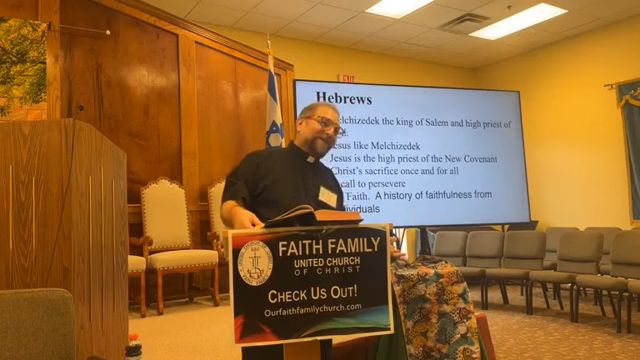 EXIT
Hebrews
Melchizedek the king of Salem and high priest of
Jesus like Melchizedek
Jesus is the high priest of the New Covenant
Christ's sacrifice once and for all
call to persevere
Faith. A history of faithfulness from
FAITH FAMILY
UNITED CHURCH
OF CHRIST
CHECK US OUT!
Ourfaithfamilychurch.com